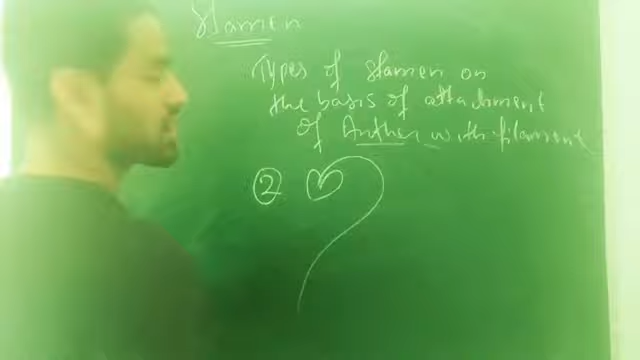 Stamen
Types of stamen on
the basis of attachment
of Anther with filament
②